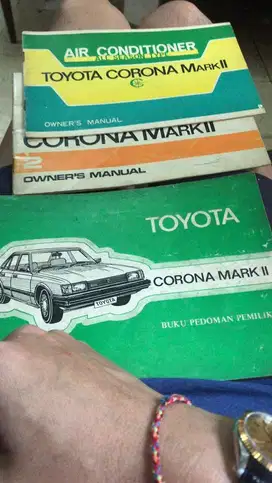 AIR CONDITIONER
ALL SEASON TYPE
TOYOTA CORONA MARK II
OWNER'S MANUAL
CORONA MARK II
2
OWNER'S MANUAL
TOYOTA
CORONA MARK II
TOYOTA
BUKU PEDOMAN PEMILIK